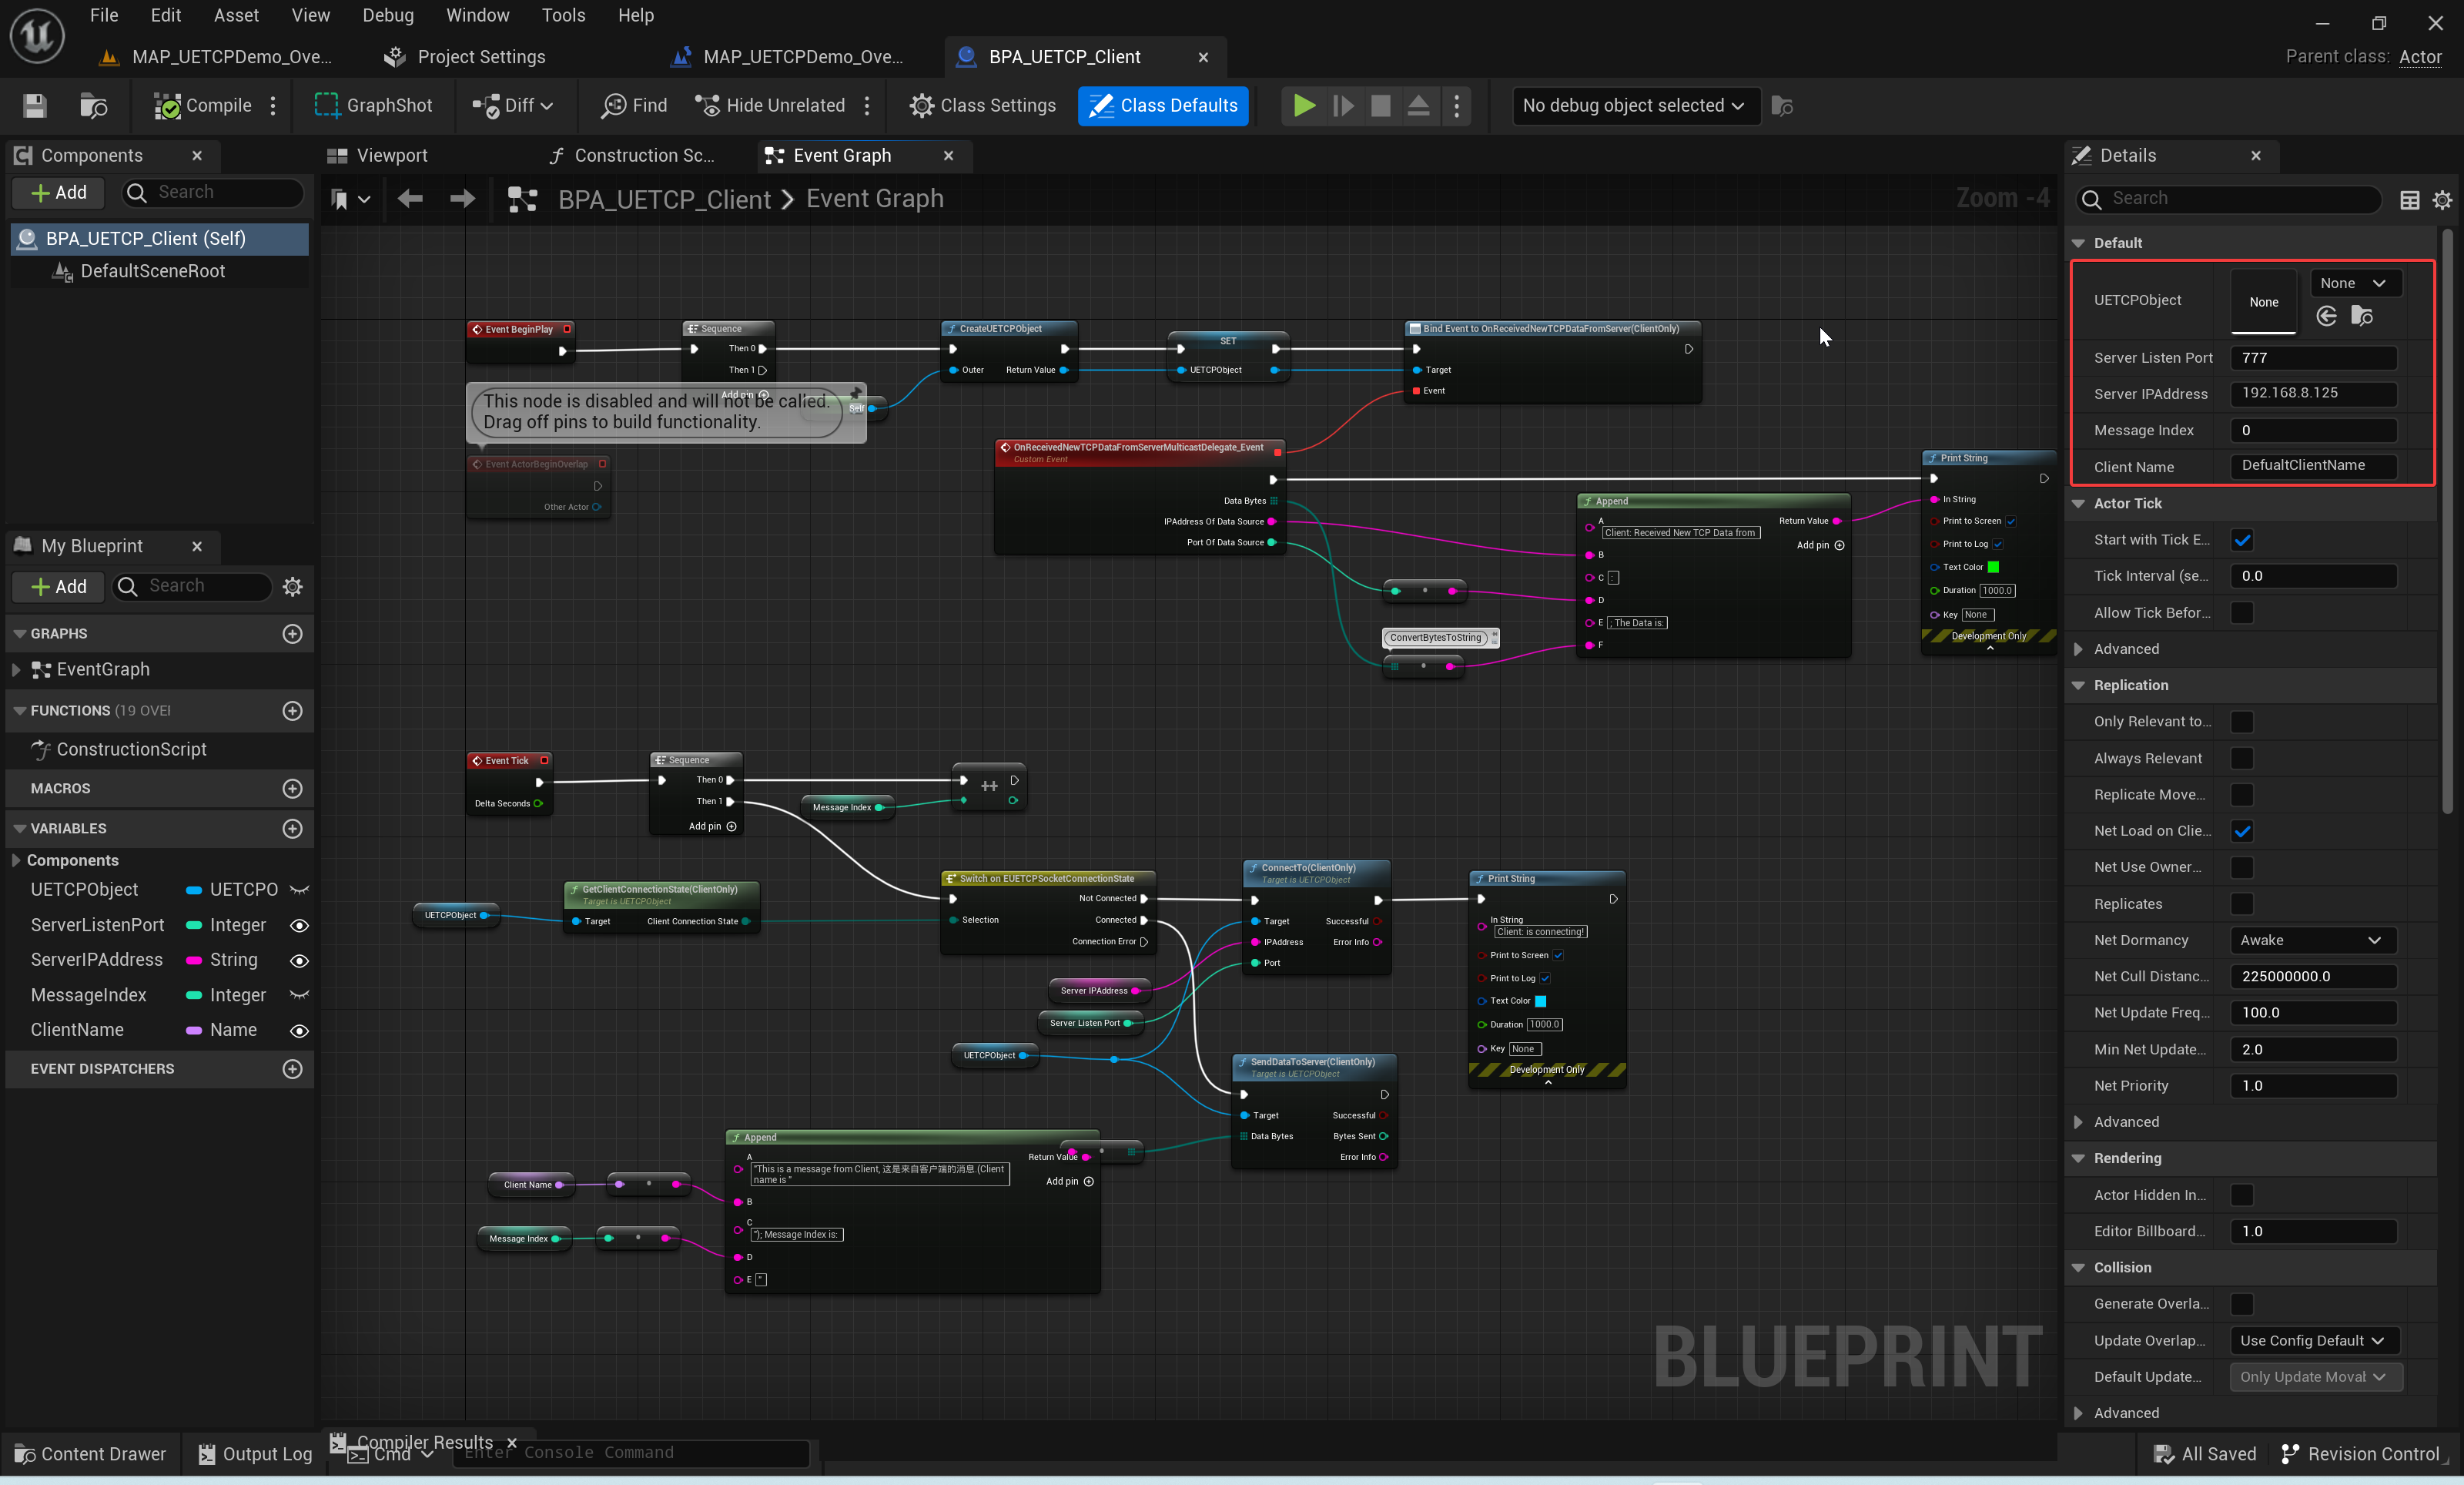 File Edit Asset View Debug Window Tools Help
MAP_UETCPDemo_Ove... Project Settings MAP_UETCPDemo_Ove... BPA_UETCP_Client
Parent class: Actor
Compile GraphShot Diff Find Hide Unrelated Class Settings Class Defaults No debug object selected
Components
Add Search
BPA_UETCP_Client (Self)
DefaultSceneRoot
My Blueprint
Add Search
GRAPHS
EventGraph
FUNCTIONS (19 OVEI
ConstructionScript
MACROS
VARIABLES
Components
UETCPObject UETCPO
ServerListenPort Integer
ServerIPAddress String
MessageIndex Integer
ClientName Name
EVENT DISPATCHERS
Viewport Construction Sc... Event Graph
BPA_UETCP_Client > Event Graph
Zoom -4
Event BeginPlay
Sequence
Then 0
Then 1
Add pin
This node is disabled and will not be called.
Drag off pins to build functionality.
Self
Event ActorBeginOverlap
Other Actor
CreateUETCPObject
Outer Return Value
SET
UETCPObject
Bind Event to OnReceivedNewTCPDataFromServer(ClientOnly)
Target
Event
OnReceivedNewTCPDataFromServerMulticastDelegate_Event
Custom Event
Data Bytes
IPAddress Of Data Source
Port Of Data Source
ConvertBytesToString
Append
A Return Value
Client: Received New TCP Data from
Add pin
B
C :
D
E ; The Data is:
F
Print String
In String
Print to Screen
Print to Log
Text Color
Duration 1000.0
Key None
Development Only
Event Tick
Delta Seconds
Sequence
Then 0
Then 1
Add pin
Message Index
++
UETCPObject
GetClientConnectionState(ClientOnly)
Target is UETCPObject
Target Client Connection State
Switch on EUETCPSocketConnectionState
Not Connected
Selection Connected
Connection Error
ConnectTo(ClientOnly)
Target is UETCPObject
Target Successful
IPAddress Error Info
Port
Server IPAddress
Server Listen Port
UETCPObject
Print String
In String
Client: is connecting!
Print to Screen
Print to Log
Text Color
Duration 1000.0
Key None
Development Only
SendDataToServer(ClientOnly)
Target is UETCPObject
Target Successful
Data Bytes Bytes Sent
Error Info
Append
A Return Value
"This is a message from Client, 这是来自客户端的消息.(Client
name is "
Add pin
B
C
"); Message Index is:
D
E "
Client Name
Message Index
BLUEPRINT
Details
Search
Default
UETCPObject None None
Server Listen Port 777
Server IPAddress 192.168.8.125
Message Index 0
Client Name DefualtClientName
Actor Tick
Start with Tick E...
Tick Interval (se... 0.0
Allow Tick Befor...
Advanced
Replication
Only Relevant to...
Always Relevant
Replicate Move...
Net Load on Clie...
Net Use Owner...
Replicates
Net Dormancy Awake
Net Cull Distanc... 225000000.0
Net Update Freq... 100.0
Min Net Update... 2.0
Net Priority 1.0
Advanced
Rendering
Actor Hidden In...
Editor Billboard... 1.0
Collision
Generate Overla...
Update Overlap... Use Config Default
Default Update... Only Update Moval
Advanced
Compiler Results
Content Drawer Output Log Cmd Enter Console Command All Saved Revision Control